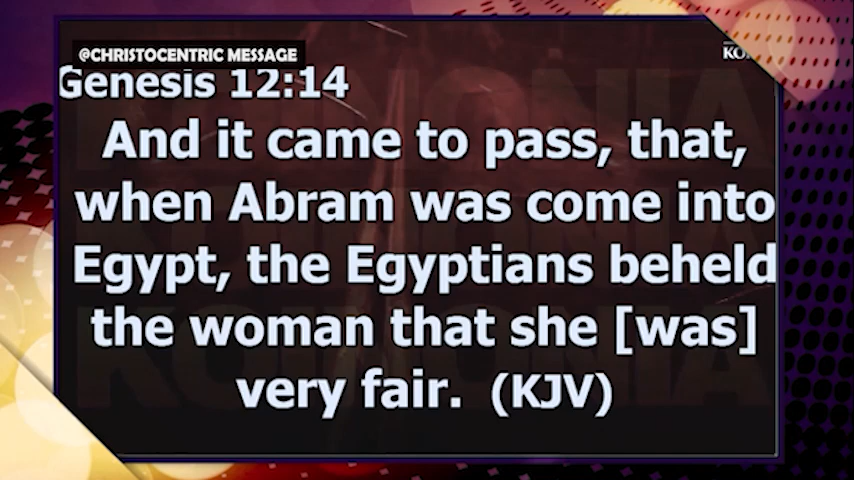 @CHRISTOCENTRIC MESSAGE
Genesis 12:14
And it came to pass, that,
when Abram was come into
Egypt, the Egyptians beheld
the woman that she [was]
very fair. (KJV)
KOINONIA